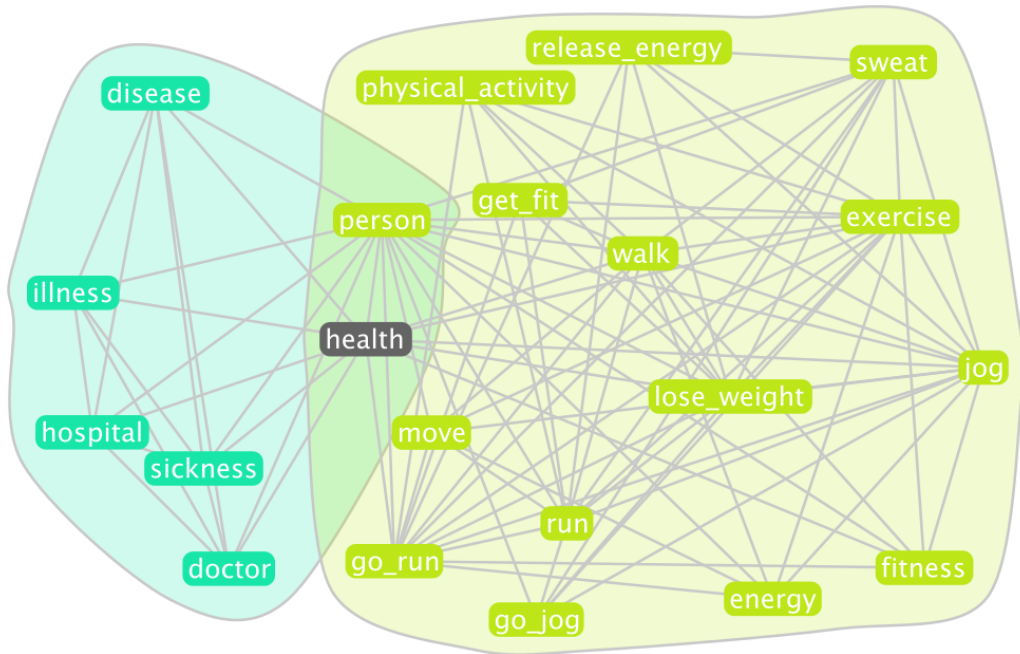 release_energy
sweat
physical_activity
disease
get_fit
person
exercise
walk
illness
health
jog
lose_weight
move
hospital
sickness
run
go_run
doctor
fitness
energy
go_jog